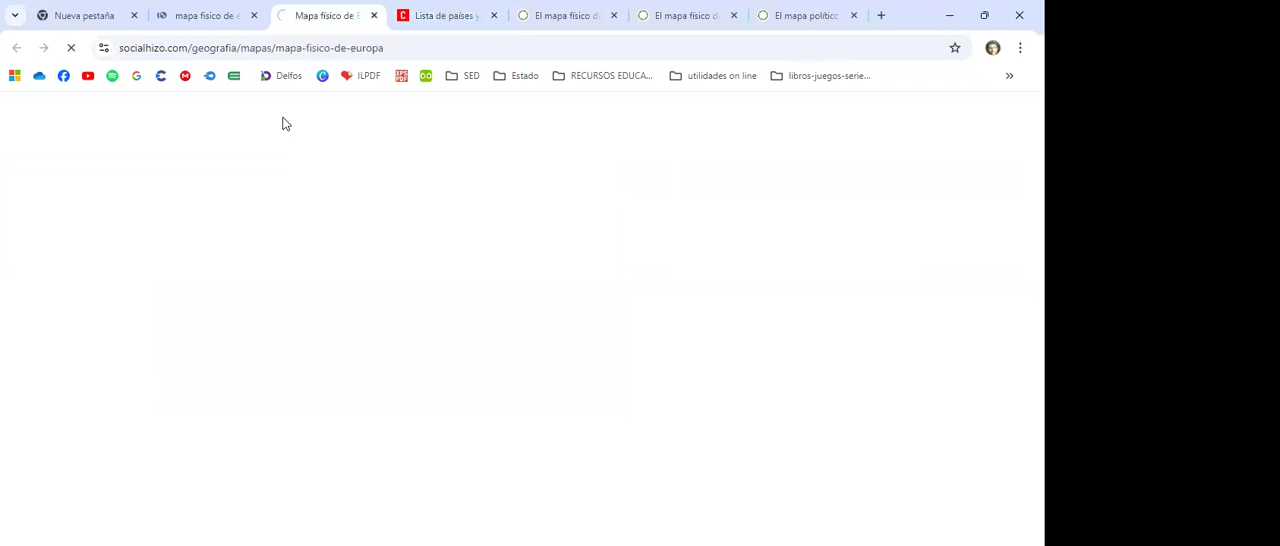 Nueva pestaña
mapa fisico de e
Mapa físico de E
Lista de países y
El mapa físico d
El mapa físico d
El mapa político
socialhizo.com/geografia/mapas/mapa-fisico-de-europa
Delfos
ILPDF
SED
Estado
RECURSOS EDUCA...
utilidades on line
libros-juegos-serie...